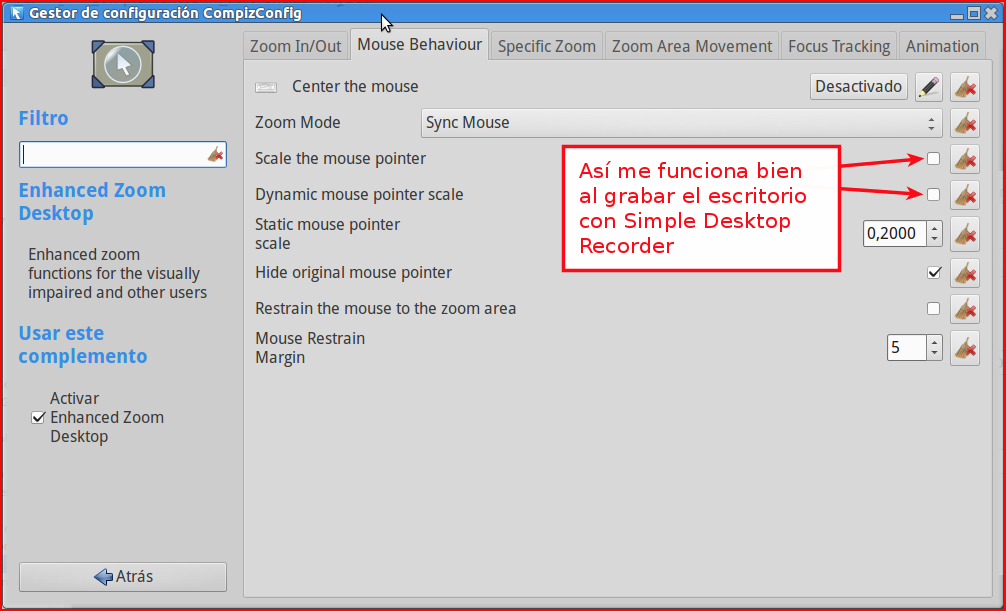 Gestor de configuración CompizConfig
Filtro
Enhanced Zoom
Desktop
Enhanced zoom
functions for the visually
impaired and other users
Usar este
complemento
Activar
Enhanced Zoom
Desktop
Atrás
Zoom In/Out
Mouse Behaviour
Specific Zoom
Zoom Area Movement
Focus Tracking
Animation
Center the mouse
Desactivado
Zoom Mode
Sync Mouse
Scale the mouse pointer
Dynamic mouse pointer scale
Static mouse pointer
scale
0,2000
Hide original mouse pointer
Restrain the mouse to the zoom area
Mouse Restrain
Margin
5
Así me funciona bien
al grabar el escritorio
con Simple Desktop
Recorder